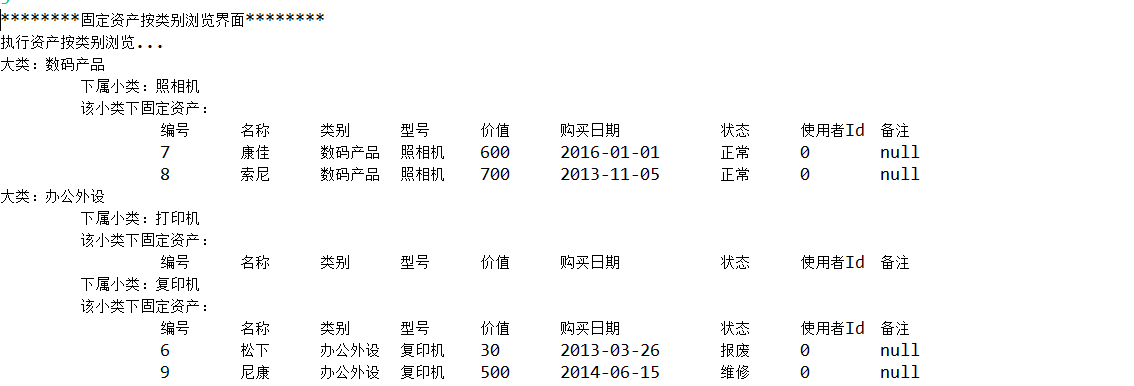 ********固定资产按类别浏览界面********
执行资产按类别浏览...
大类：数码产品
下属小类：照相机
该小类下固定资产：
编号 名称 类别 型号 价值 购买日期 状态 使用者Id 备注
7 康佳 数码产品 照相机 600 2016-01-01 正常 0 null
8 索尼 数码产品 照相机 700 2013-11-05 正常 0 null
大类：办公外设
下属小类：打印机
该小类下固定资产：
编号 名称 类别 型号 价值 购买日期 状态 使用者Id 备注
下属小类：复印机
该小类下固定资产：
编号 名称 类别 型号 价值 购买日期 状态 使用者Id 备注
6 松下 办公外设 复印机 30 2013-03-26 报废 0 null
9 尼康 办公外设 复印机 500 2014-06-15 维修 0 null